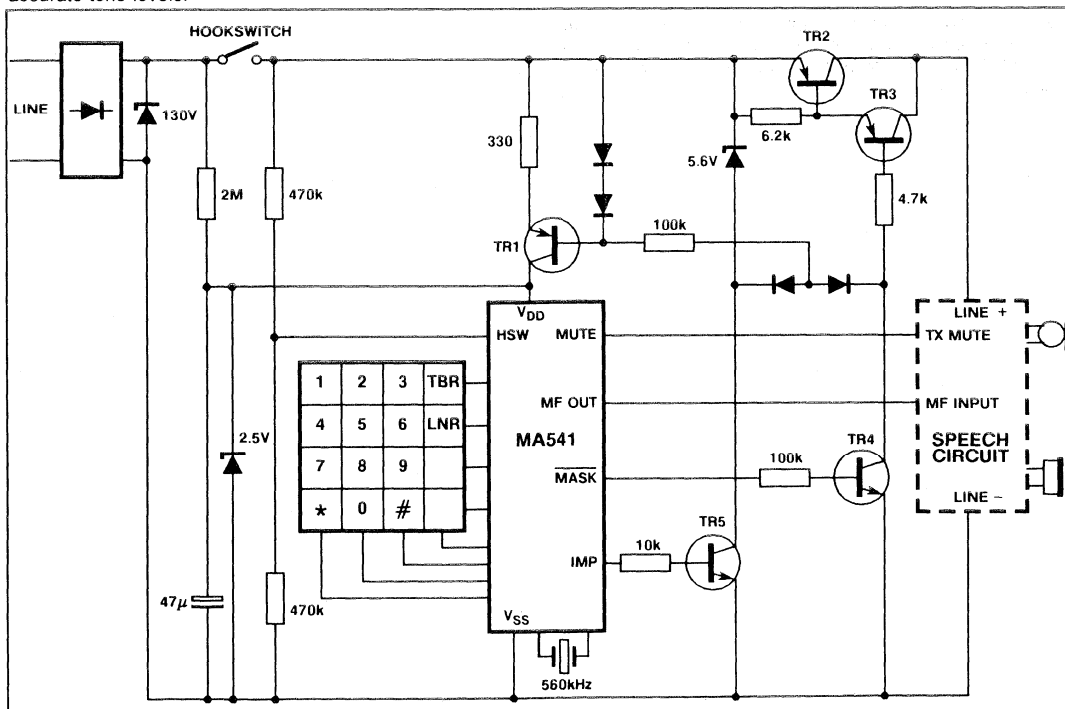 accurate tone levels.
HOOKSWITCH
TR2
TR3
LINE
130V
330
6.2k
5.6V
2M
470k
4.7k
100k
TR1
VDD
LINE +
HSW
MUTE
TX MUTE
1 2 3 TBR
MF OUT
MF INPUT
4 5 6 LNR
MA541
SPEECH
CIRCUIT
TR4
2.5V
7 8 9
MASK
100k
* 0 #
LINE −
TR5
10k
IMP
47μ
470k
VSS
560kHz